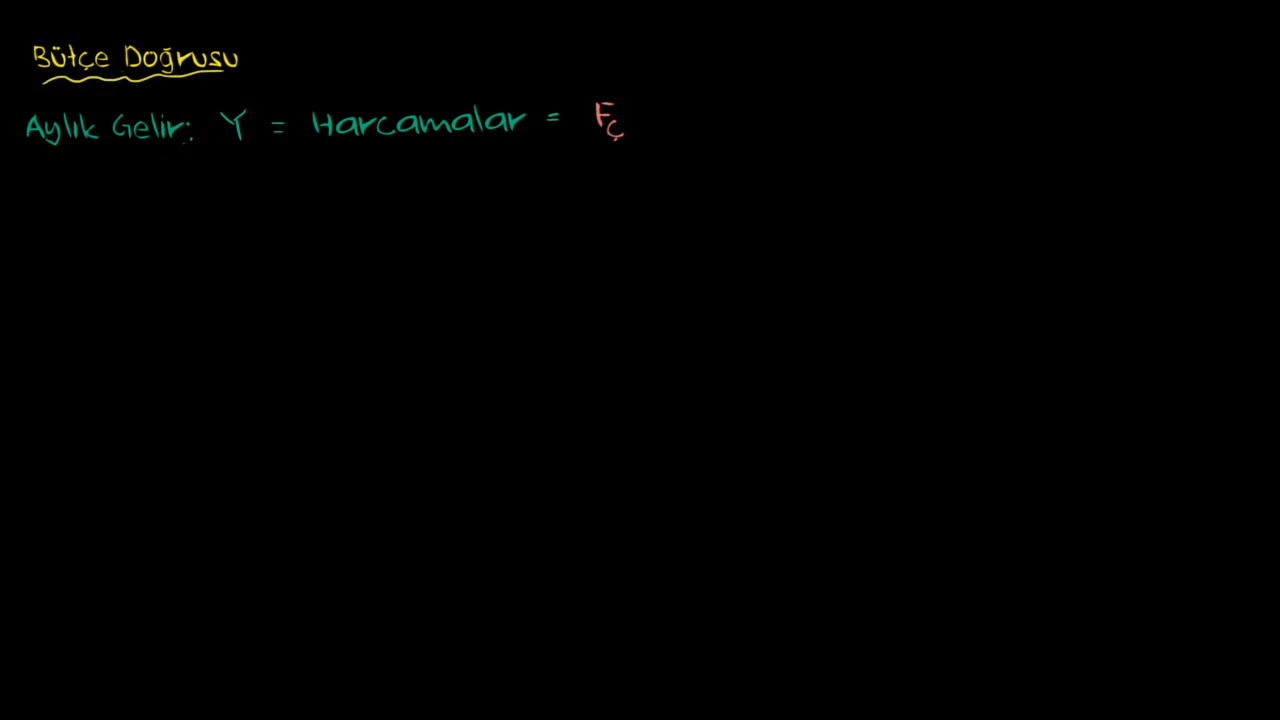 Bütçe Doğrusu
Aylık Gelir: Y = Harcamalar = Fç